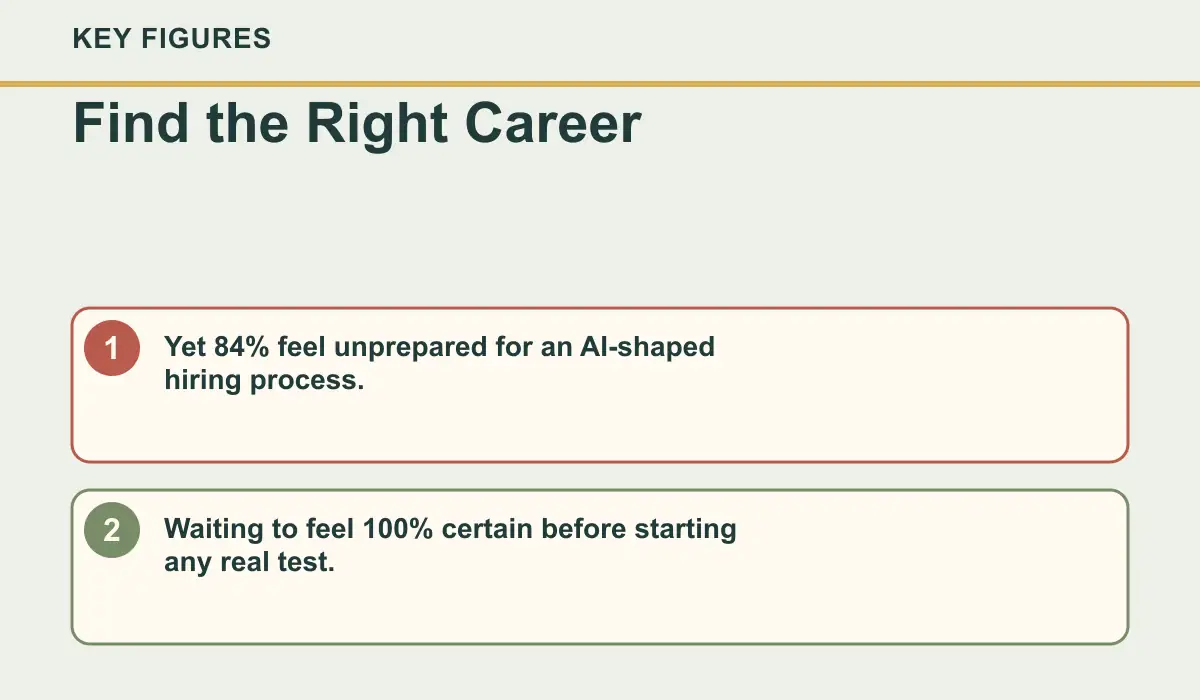 KEY FIGURES
Find the Right Career
1
Yet 84% feel unprepared for an AI-shaped
hiring process.
2
Waiting to feel 100% certain before starting
any real test.